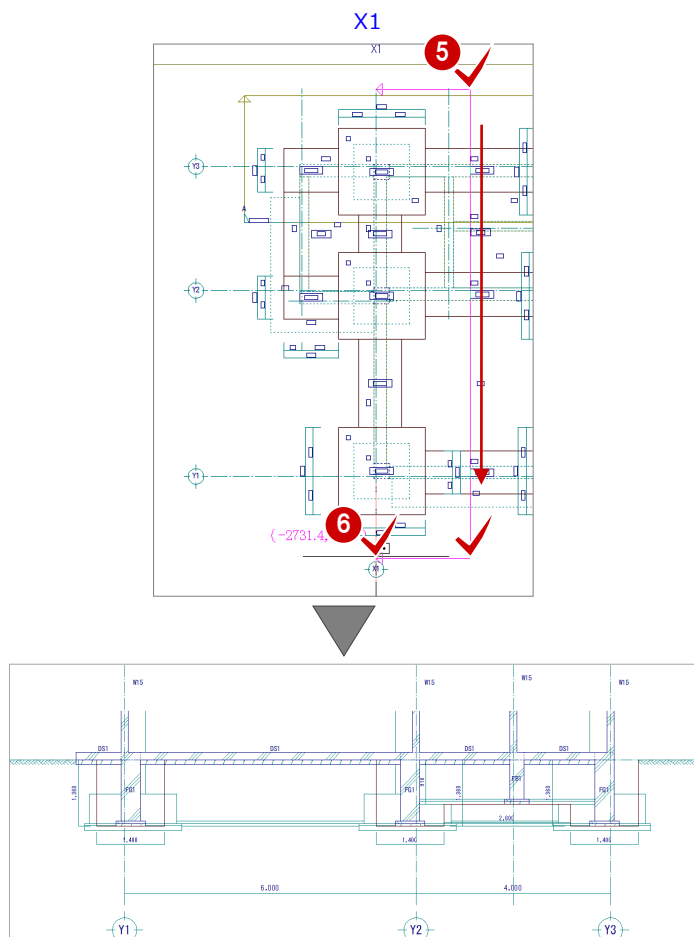 X1
X1
5
Y3
A
Y2
Y1
6
(-2731.4,
X1
W15 W15 W15 W15
DS1 DS1 DS1 DS1
1,300 FG1 FG1 1,300 FB1 1,300 FG1
2,800
1,400 1,400 1,400
6.000 4.000
Y1 Y2 Y3